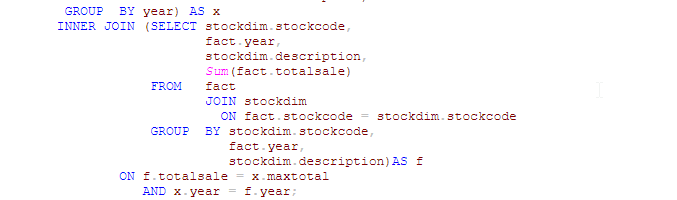 GROUP BY year) AS x
INNER JOIN (SELECT stockdim.stockcode,
fact.year,
stockdim.description,
Sum(fact.totalsale)
FROM fact
JOIN stockdim
ON fact.stockcode = stockdim.stockcode
GROUP BY stockdim.stockcode,
fact.year,
stockdim.description)AS f
ON f.totalsale = x.maxtotal
AND x.year = f.year;